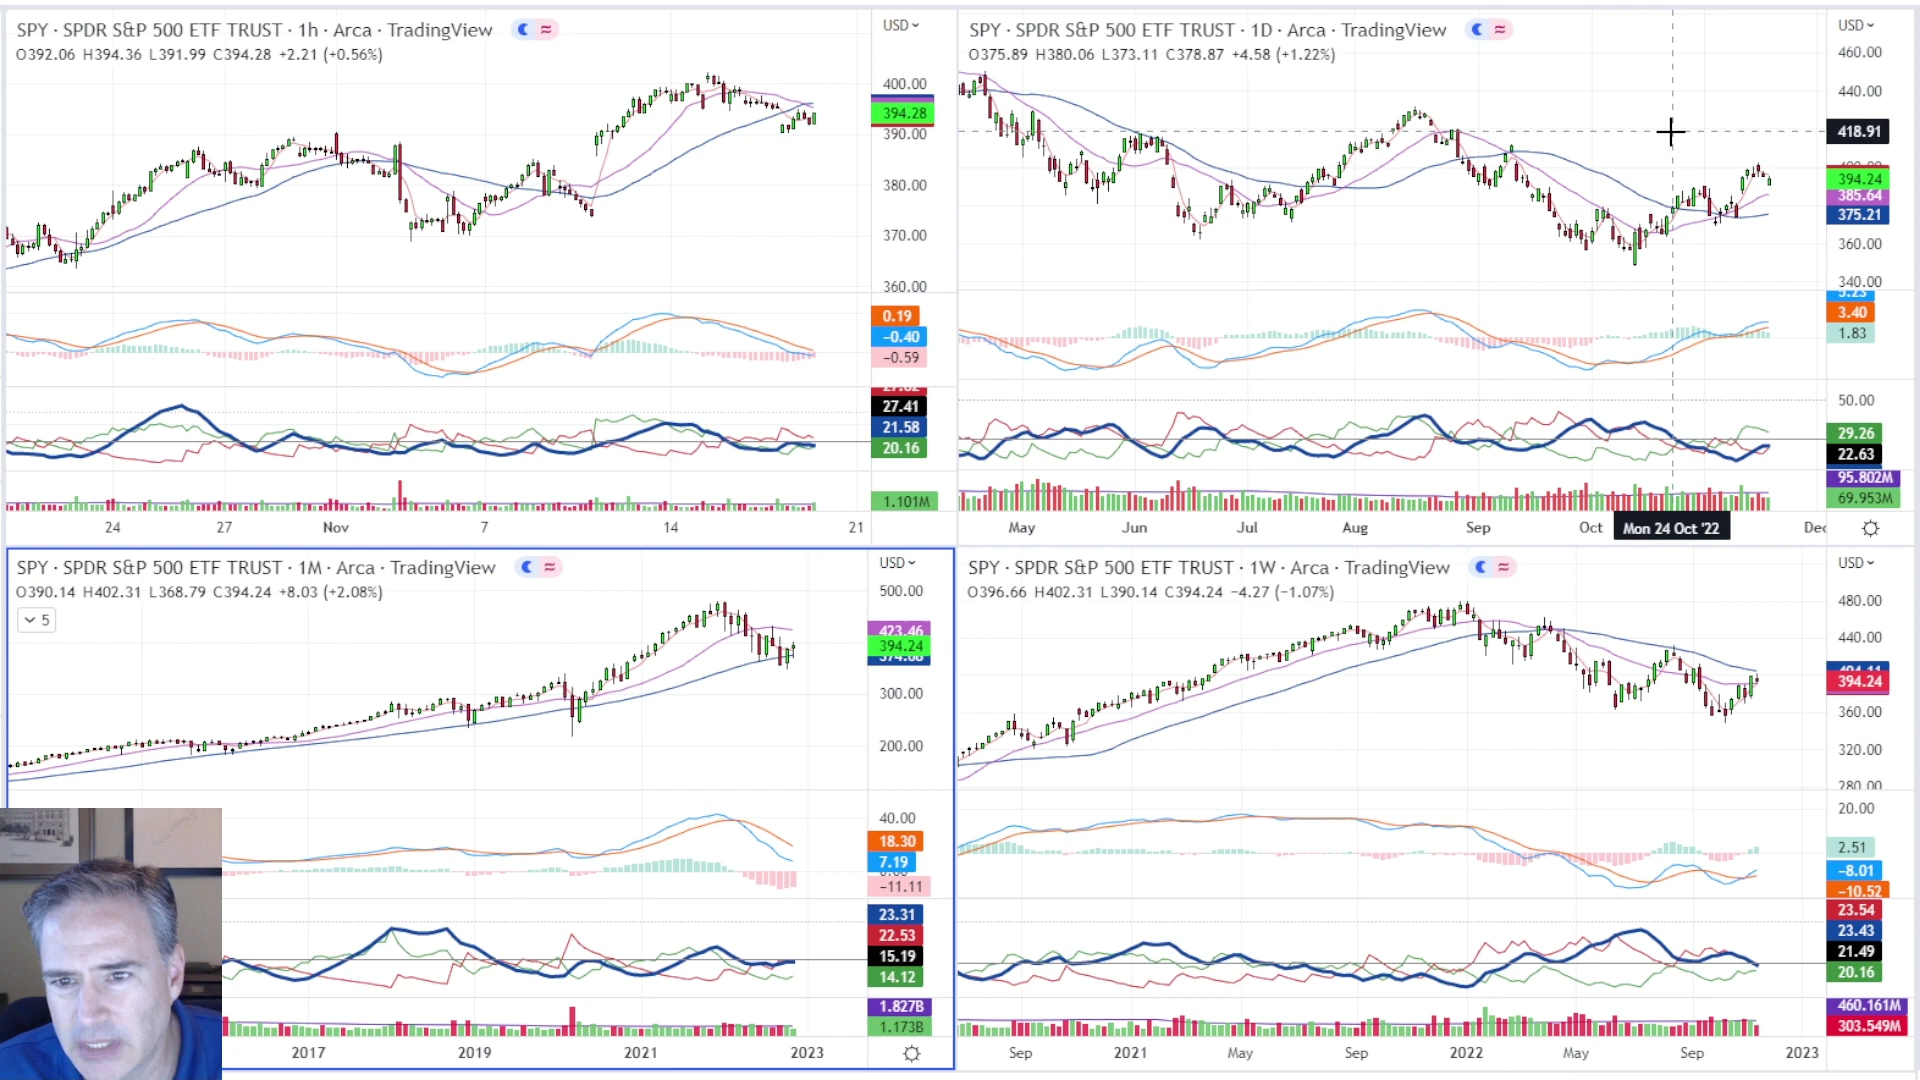 SPY · SPDR S&P 500 ETF TRUST · 1h · Arca · TradingView
USD
O392.06 H394.36 L391.99 C394.28 +2.21 (+0.56%)
400.00
394.28
390.00
380.00
370.00
360.00
0.19
−0.40
−0.59
27.41
21.58
20.16
1.101M
24 27 Nov 7 14 21
SPY · SPDR S&P 500 ETF TRUST · 1D · Arca · TradingView
USD
O375.89 H380.06 L373.11 C378.87 +4.58 (+1.22%)
460.00
440.00
418.91
394.24
385.64
375.21
360.00
340.00
3.40
1.83
50.00
29.26
22.63
95.802M
69.953M
May Jun Jul Aug Sep Oct Mon 24 Oct '22
SPY · SPDR S&P 500 ETF TRUST · 1M · Arca · TradingView
USD
O390.14 H402.31 L368.79 C394.24 +8.03 (+2.08%)
5
500.00
423.46
394.24
300.00
200.00
40.00
18.30
7.19
−11.11
23.31
22.53
15.19
14.12
1.827B
1.173B
2017 2019 2021 2023
SPY · SPDR S&P 500 ETF TRUST · 1W · Arca · TradingView
USD
O396.66 H402.31 L390.14 C394.24 −4.27 (−1.07%)
480.00
440.00
394.24
360.00
320.00
280.00
20.00
2.51
−8.01
−10.52
23.54
23.43
21.49
20.16
460.161M
303.549M
Sep 2021 May Sep 2022 May Sep 2023